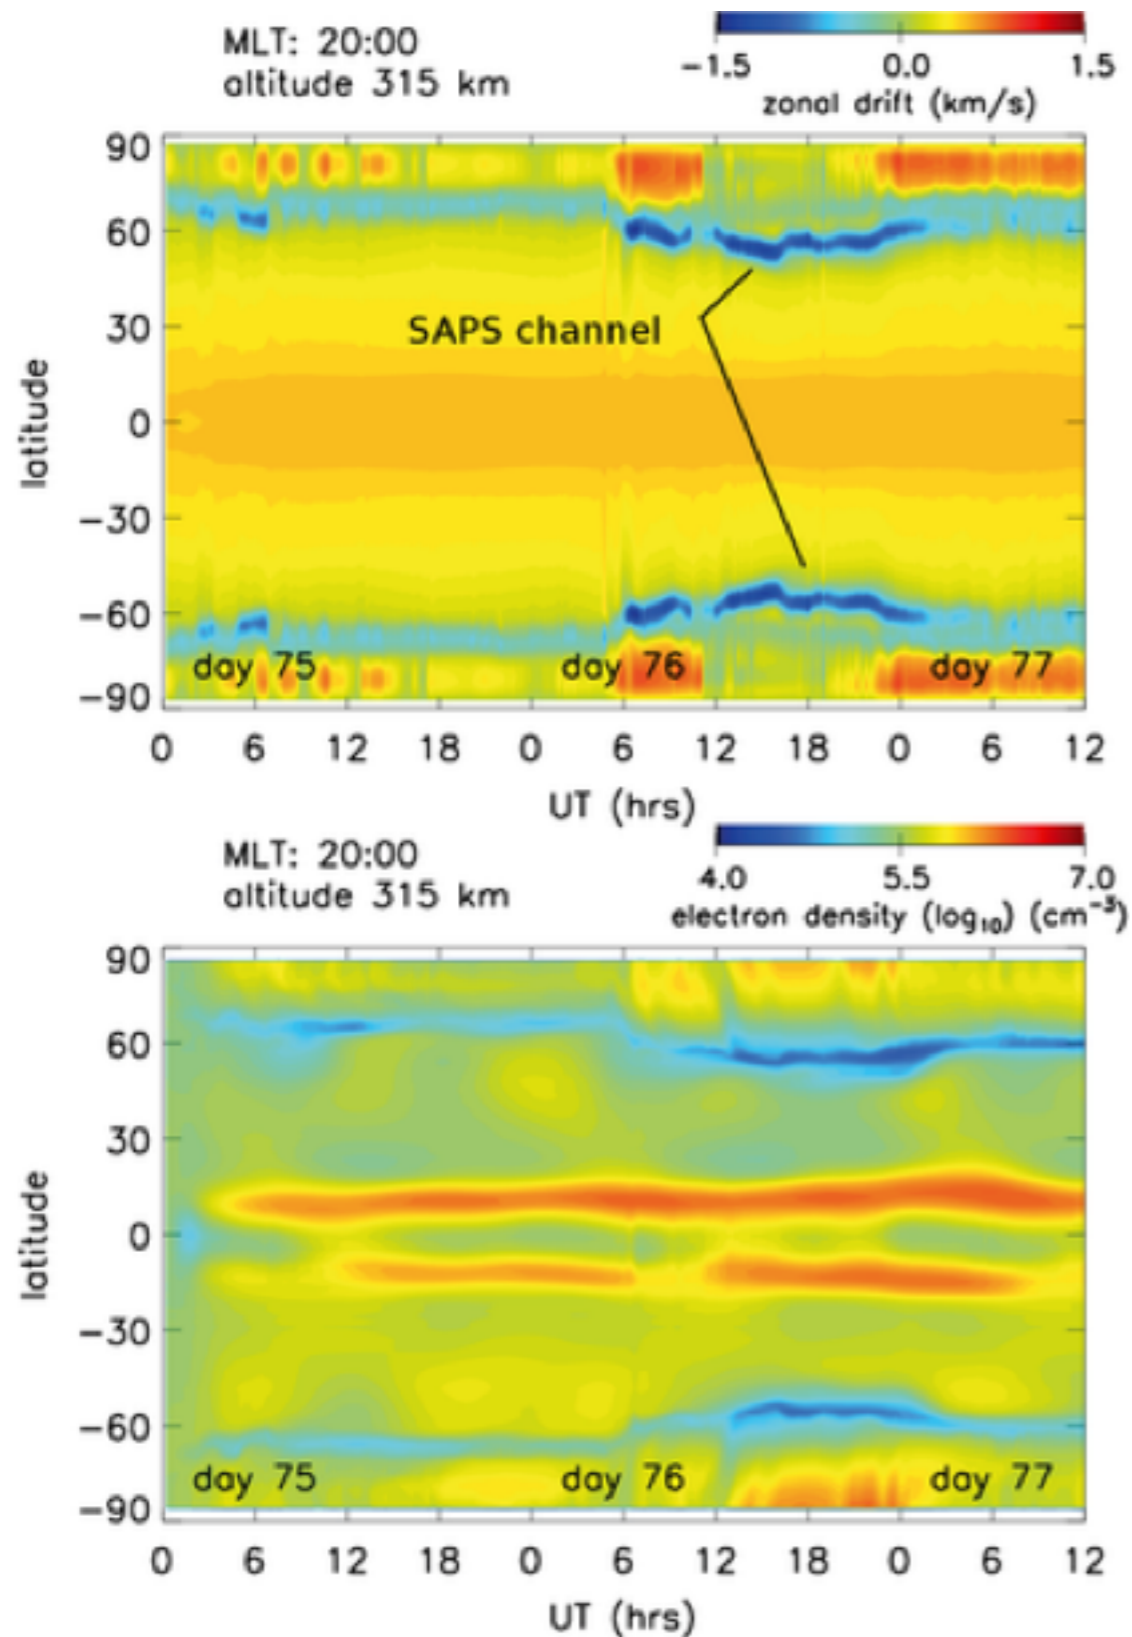 MLT: 20:00
altitude 315 km
−1.5 0.0 1.5
zonal drift (km/s)
90
60
30
0
−30
−60
−90
latitude
SAPS channel
day 75 day 76 day 77
0 6 12 18 0 6 12 18 0 6 12
UT (hrs)
MLT: 20:00
altitude 315 km
4.0 5.5 7.0
electron density (log₁₀) (cm⁻³)
90
60
30
0
−30
−60
−90
latitude
day 75 day 76 day 77
0 6 12 18 0 6 12 18 0 6 12
UT (hrs)